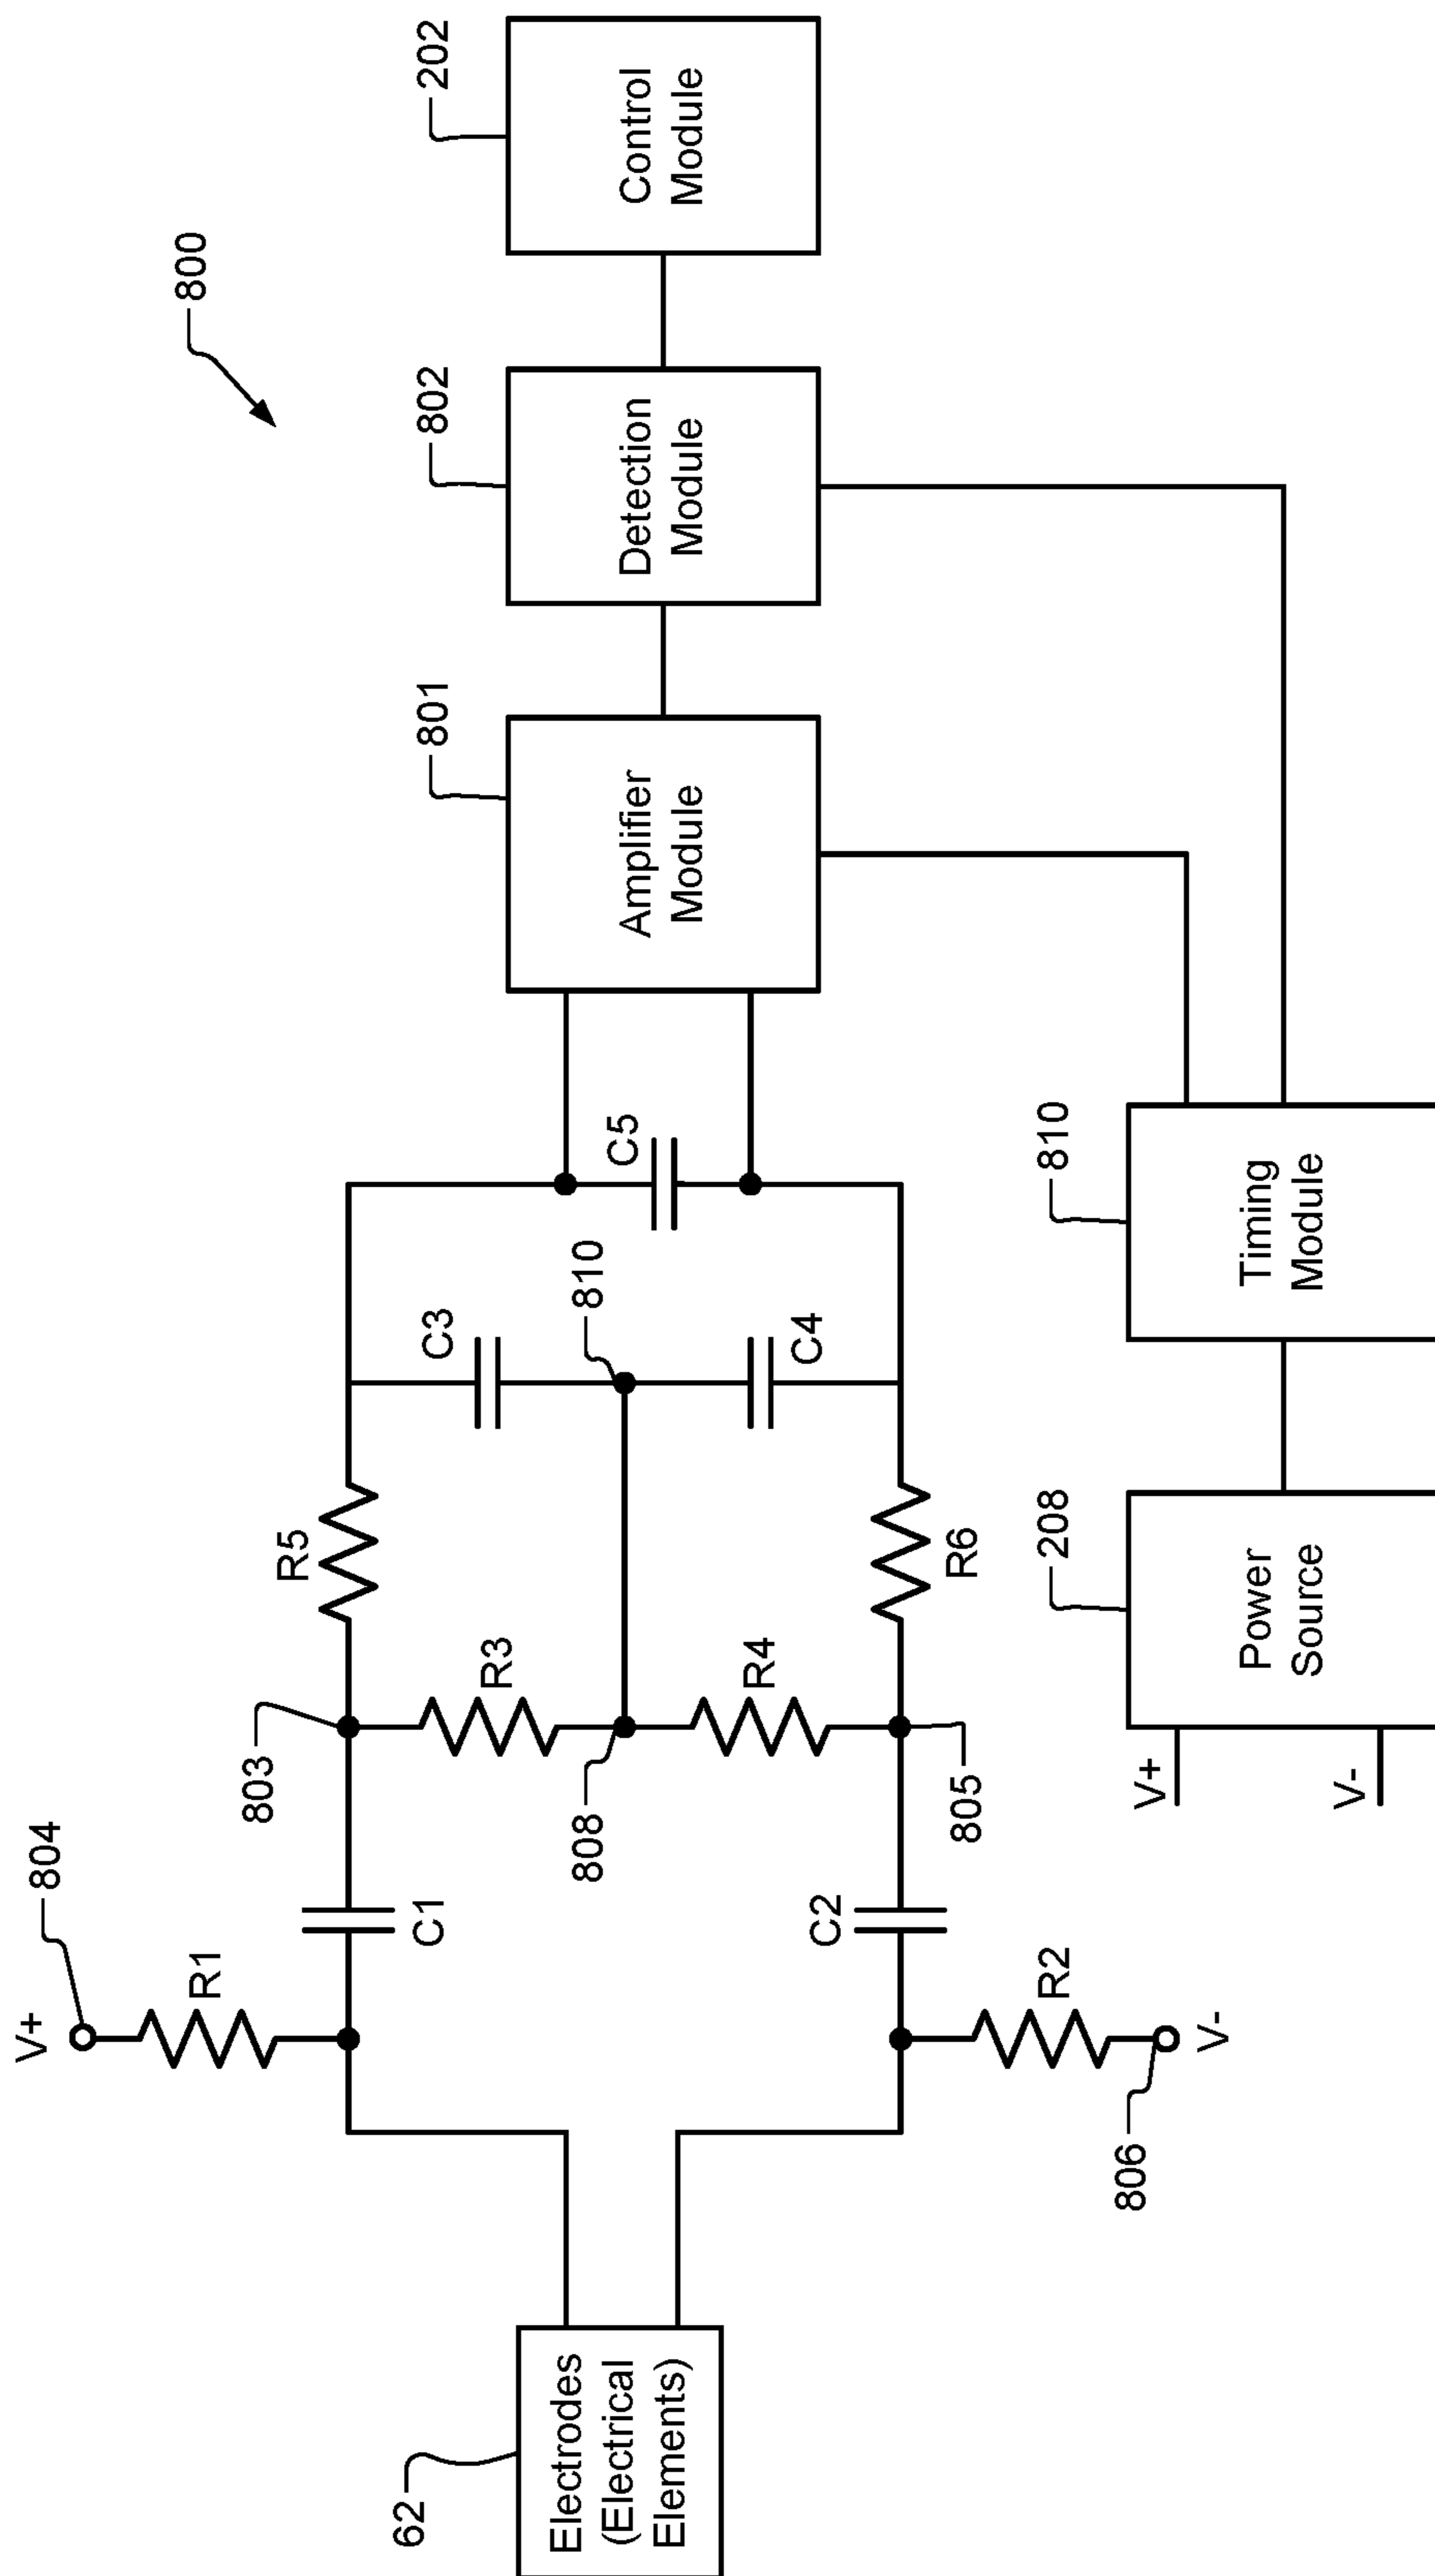 800
804
V+
R1
803
R5
C1
R3
C3
808
810
C5
R4
C4
C2
R6
R2
805
806
V-
62
Electrodes
(Electrical
Elements)
801
Amplifier
Module
802
Detection
Module
202
Control
Module
V+
V-
208
Power
Source
810
Timing
Module